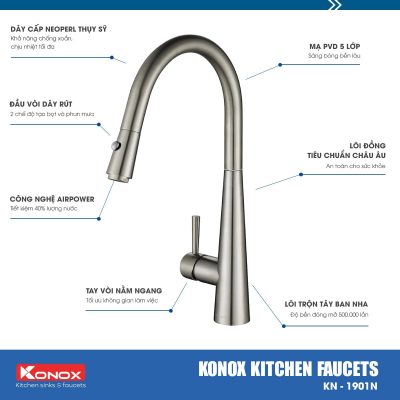 DÂY CẤP NEOPERL THỤY SỸ
Khả năng chống xoắn,
chịu nhiệt tối đa
MẠ PVD 5 LỚP
Sáng bóng bền lâu
ĐẦU VÒI DÂY RÚT
2 chế độ tạo bọt và phun mưa
LÕI ĐỒNG
TIÊU CHUẨN CHÂU ÂU
An toàn cho sức khỏe
CÔNG NGHỆ AIRPOWER
Tiết kiệm 40% lượng nước
TAY VÒI NẰM NGANG
Tối ưu không gian làm việc
LÕI TRỘN TÂY BAN NHA
Độ bền đóng mở 500.000 lần
KONOX
Kitchen sinks & faucets
KONOX KITCHEN FAUCETS
KN - 1901N